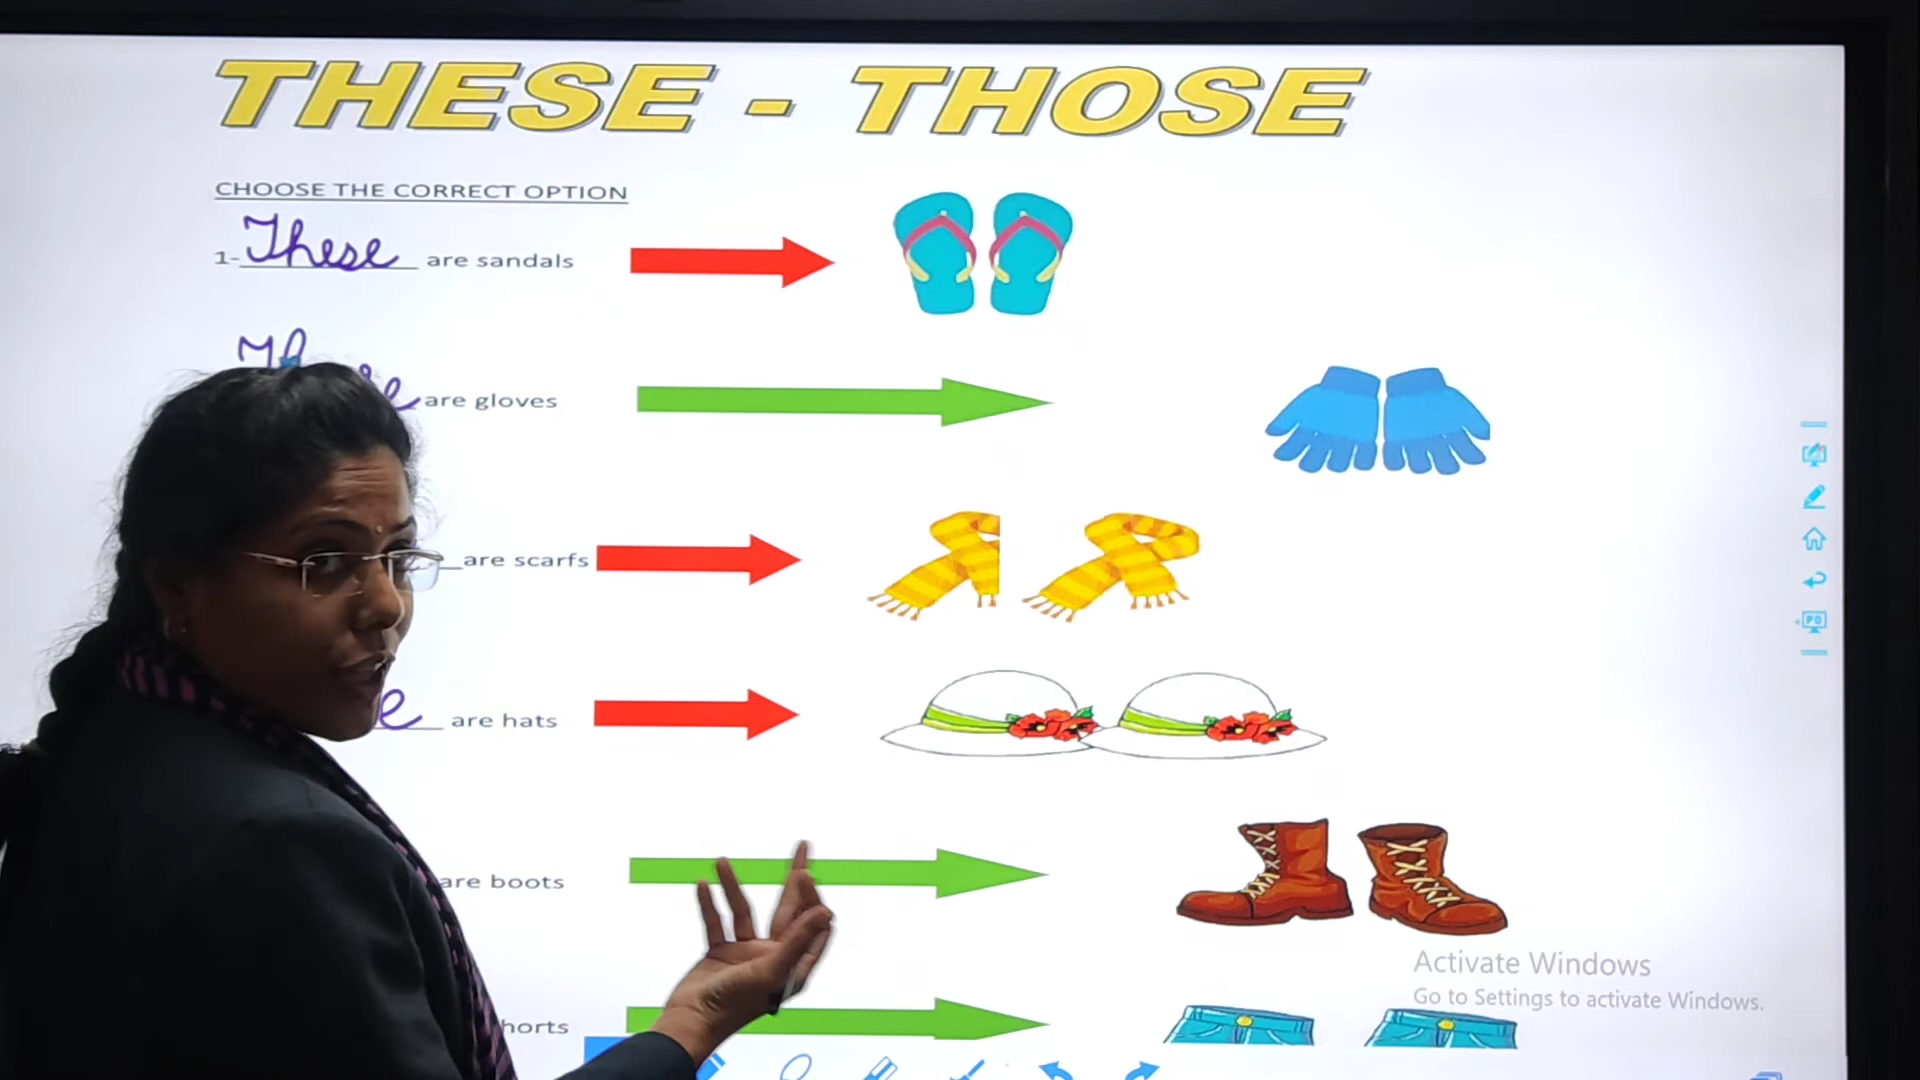 THESE - THOSE
CHOOSE THE CORRECT OPTION
1- These are sandals
are gloves
are scarfs
are hats
are boots
Activate Windows
Go to Settings to activate Windows.